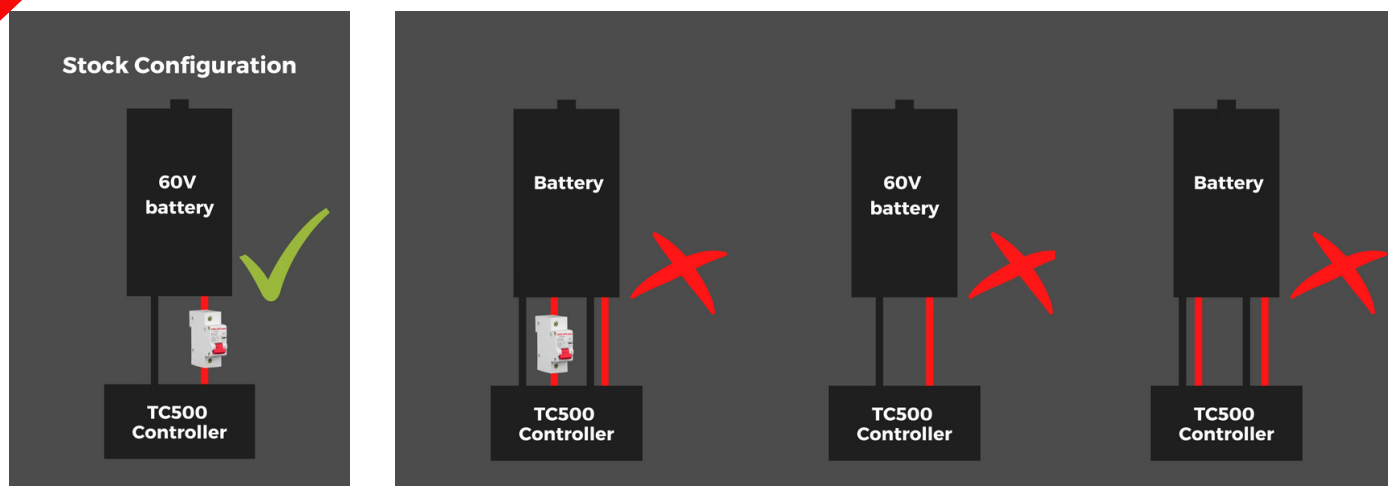 Stock Configuration
60V
battery
TC500
Controller
Battery
TC500
Controller
60V
battery
TC500
Controller
Battery
TC500
Controller